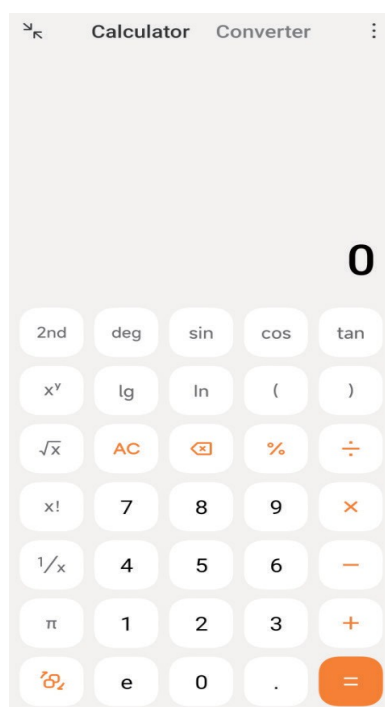 Calculator Converter
0
2nd deg sin cos tan
xʸ lg ln ( )
√x AC % ÷
x! 7 8 9 ×
1/x 4 5 6 −
π 1 2 3 +
e 0 . =